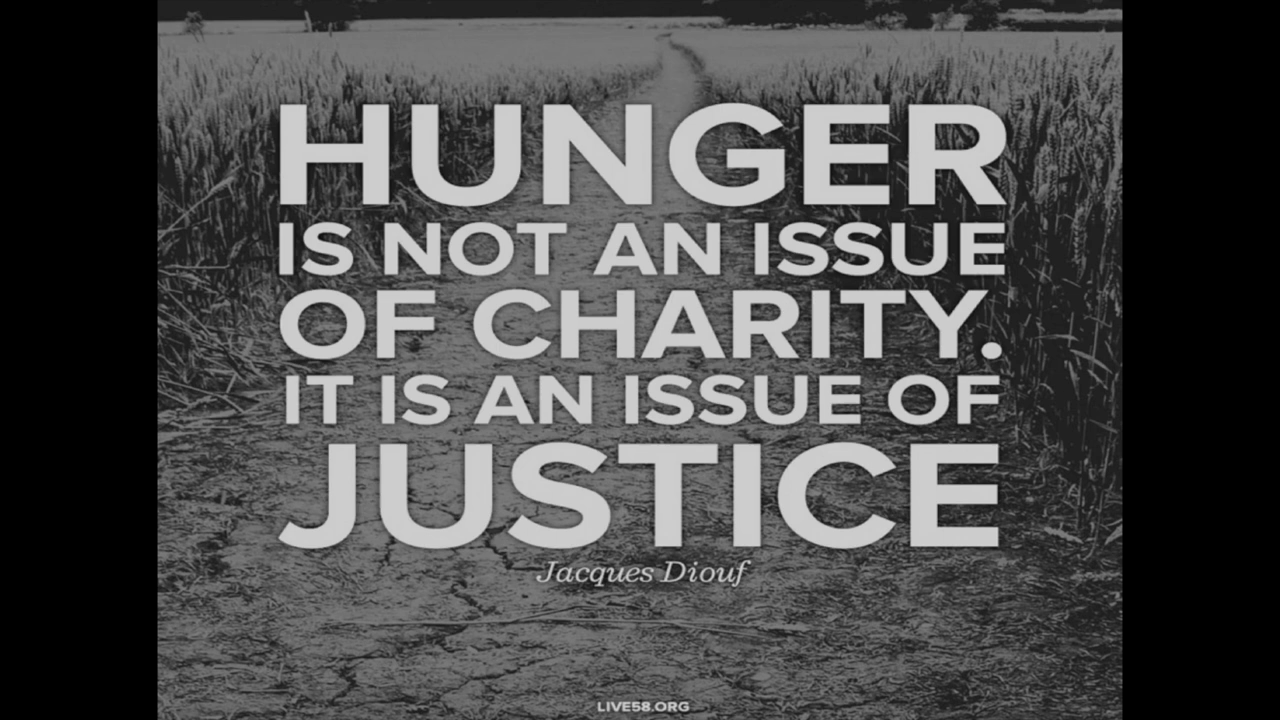 HUNGER
IS NOT AN ISSUE
OF CHARITY.
IT IS AN ISSUE OF
JUSTICE
Jacques Diouf
LIVE58.ORG